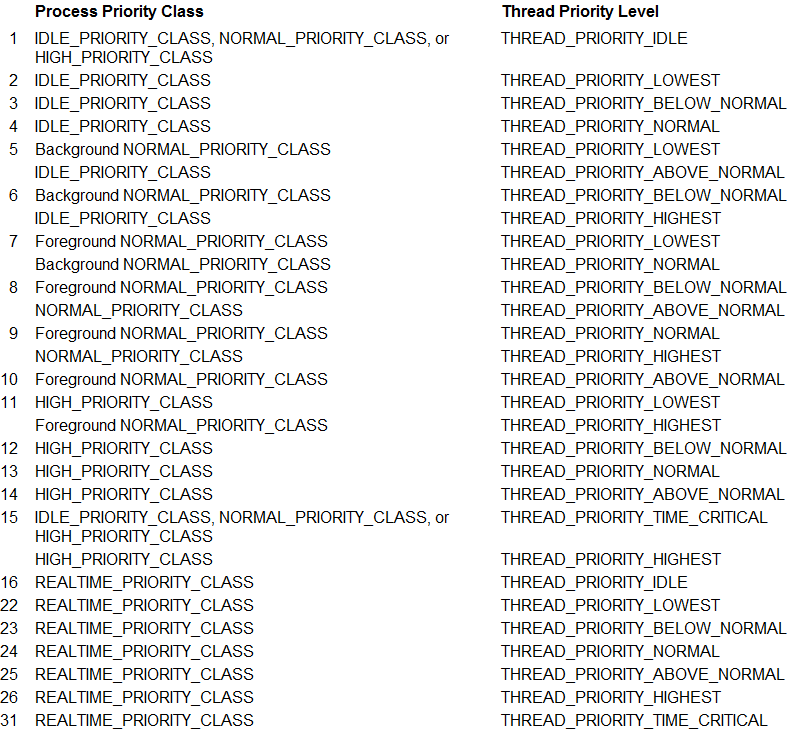 Process Priority Class Thread Priority Level
1 IDLE_PRIORITY_CLASS, NORMAL_PRIORITY_CLASS, or THREAD_PRIORITY_IDLE
HIGH_PRIORITY_CLASS
2 IDLE_PRIORITY_CLASS THREAD_PRIORITY_LOWEST
3 IDLE_PRIORITY_CLASS THREAD_PRIORITY_BELOW_NORMAL
4 IDLE_PRIORITY_CLASS THREAD_PRIORITY_NORMAL
5 Background NORMAL_PRIORITY_CLASS THREAD_PRIORITY_LOWEST
IDLE_PRIORITY_CLASS THREAD_PRIORITY_ABOVE_NORMAL
6 Background NORMAL_PRIORITY_CLASS THREAD_PRIORITY_BELOW_NORMAL
IDLE_PRIORITY_CLASS THREAD_PRIORITY_HIGHEST
7 Foreground NORMAL_PRIORITY_CLASS THREAD_PRIORITY_LOWEST
Background NORMAL_PRIORITY_CLASS THREAD_PRIORITY_NORMAL
8 Foreground NORMAL_PRIORITY_CLASS THREAD_PRIORITY_BELOW_NORMAL
NORMAL_PRIORITY_CLASS THREAD_PRIORITY_ABOVE_NORMAL
9 Foreground NORMAL_PRIORITY_CLASS THREAD_PRIORITY_NORMAL
NORMAL_PRIORITY_CLASS THREAD_PRIORITY_HIGHEST
10 Foreground NORMAL_PRIORITY_CLASS THREAD_PRIORITY_ABOVE_NORMAL
11 HIGH_PRIORITY_CLASS THREAD_PRIORITY_LOWEST
Foreground NORMAL_PRIORITY_CLASS THREAD_PRIORITY_HIGHEST
12 HIGH_PRIORITY_CLASS THREAD_PRIORITY_BELOW_NORMAL
13 HIGH_PRIORITY_CLASS THREAD_PRIORITY_NORMAL
14 HIGH_PRIORITY_CLASS THREAD_PRIORITY_ABOVE_NORMAL
15 IDLE_PRIORITY_CLASS, NORMAL_PRIORITY_CLASS, or THREAD_PRIORITY_TIME_CRITICAL
HIGH_PRIORITY_CLASS
HIGH_PRIORITY_CLASS THREAD_PRIORITY_HIGHEST
16 REALTIME_PRIORITY_CLASS THREAD_PRIORITY_IDLE
22 REALTIME_PRIORITY_CLASS THREAD_PRIORITY_LOWEST
23 REALTIME_PRIORITY_CLASS THREAD_PRIORITY_BELOW_NORMAL
24 REALTIME_PRIORITY_CLASS THREAD_PRIORITY_NORMAL
25 REALTIME_PRIORITY_CLASS THREAD_PRIORITY_ABOVE_NORMAL
26 REALTIME_PRIORITY_CLASS THREAD_PRIORITY_HIGHEST
31 REALTIME_PRIORITY_CLASS THREAD_PRIORITY_TIME_CRITICAL